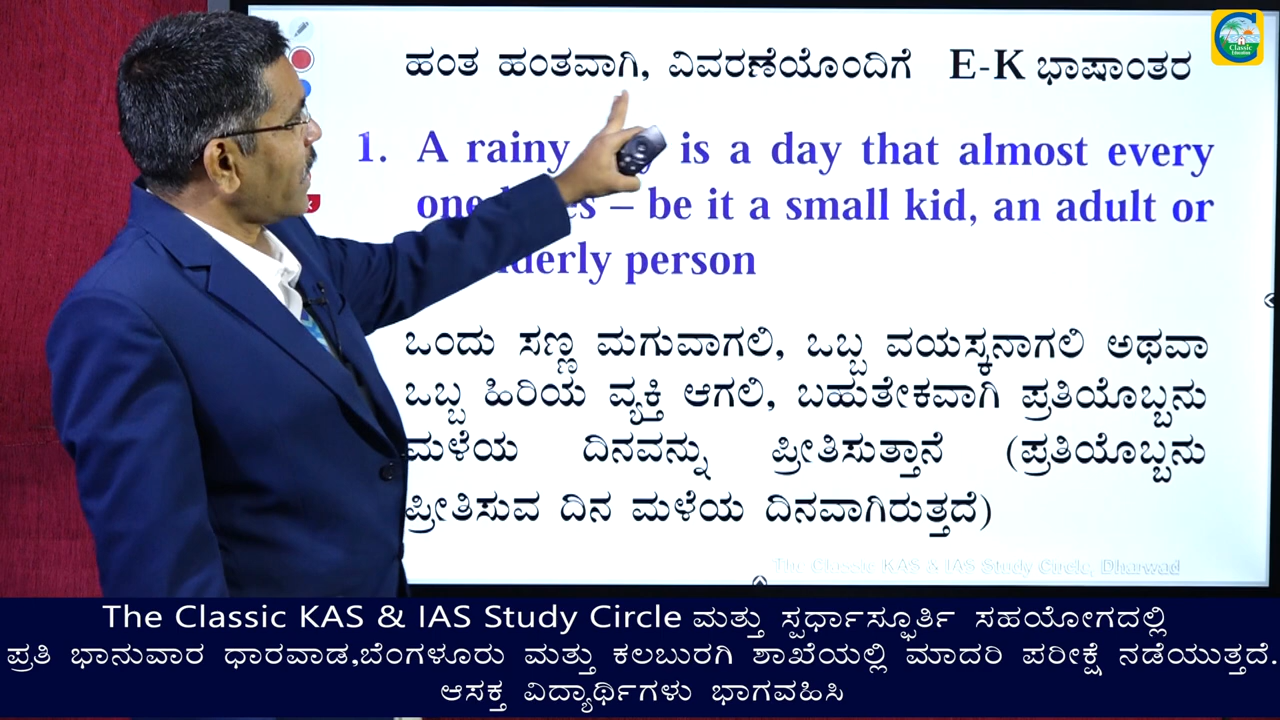 Classic
Education
ಹಂತ ಹಂತವಾಗಿ, ವಿವರಣೆಯೊಂದಿಗೆ E-K ಭಾಷಾಂತರ
1. A rainy is a day that almost every
one – be it a small kid, an adult or
person
ಒಂದು ಸಣ್ಣ ಮಗುವಾಗಲಿ, ಒಬ್ಬ ವಯಸ್ಕನಾಗಲಿ ಅಥವಾ
ಒಬ್ಬ ಹಿರಿಯ ವ್ಯಕ್ತಿ ಆಗಲಿ, ಬಹುತೇಕವಾಗಿ ಪ್ರತಿಯೊಬ್ಬನು
ಮಳೆಯ ದಿನವನ್ನು ಪ್ರೀತಿಸುತ್ತಾನೆ (ಪ್ರತಿಯೊಬ್ಬನು
ಪ್ರೀತಿಸುವ ದಿನ ಮಳೆಯ ದಿನವಾಗಿರುತ್ತದೆ)
The Classic KAS & IAS Study Circle, Dharwad
The Classic KAS & IAS Study Circle ಮತ್ತು ಸ್ಪರ್ಧಾಸ್ಫೂರ್ತಿ ಸಹಯೋಗದಲ್ಲಿ
ಪ್ರತಿ ಭಾನುವಾರ ಧಾರವಾಡ,ಬೆಂಗಳೂರು ಮತ್ತು ಕಲಬುರಗಿ ಶಾಖೆಯಲ್ಲಿ ಮಾದರಿ ಪರೀಕ್ಷೆ ನಡೆಯುತ್ತದೆ.
ಆಸಕ್ತ ವಿದ್ಯಾರ್ಥಿಗಳು ಭಾಗವಹಿಸಿ